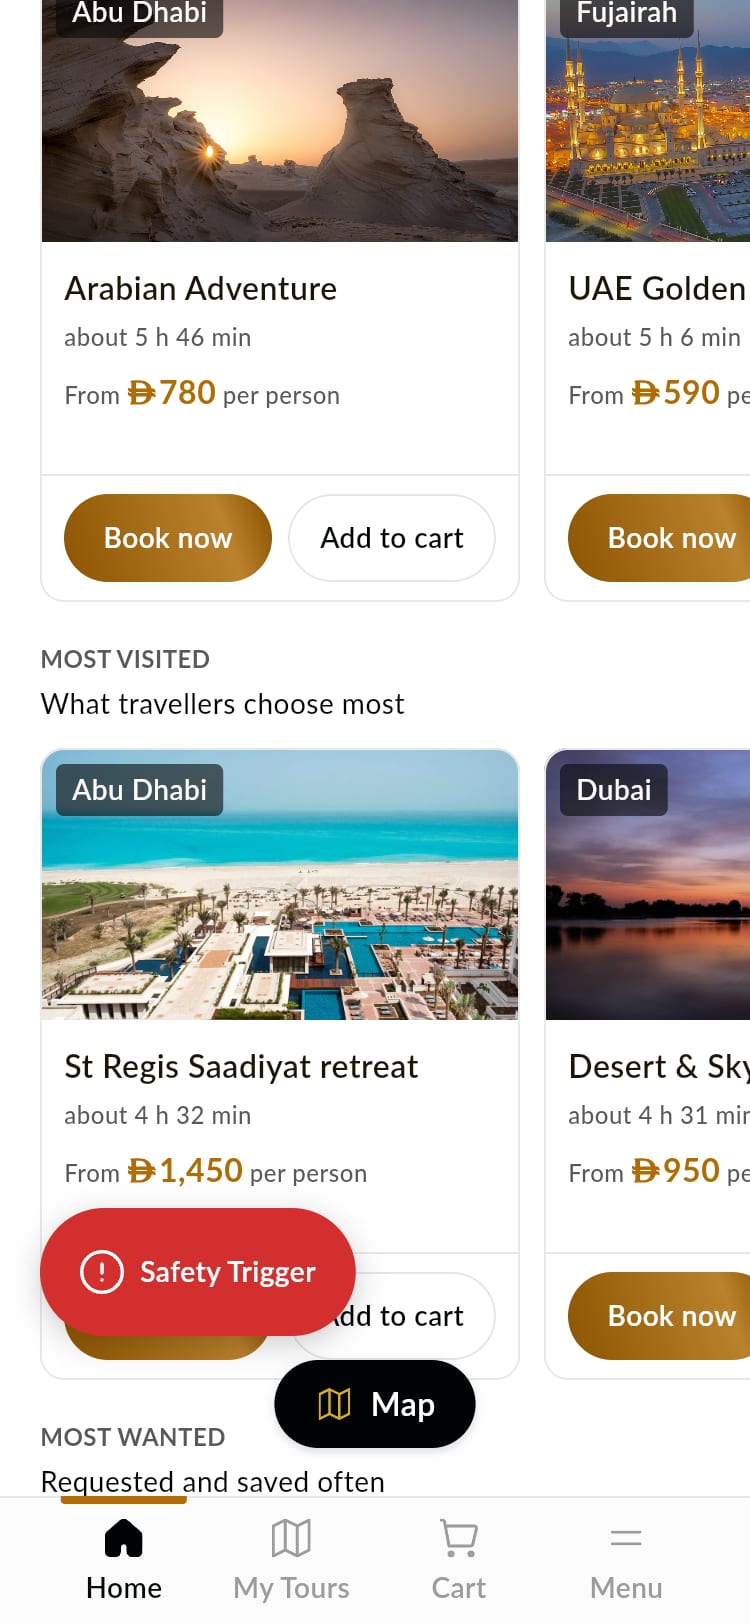 Abu Dhabi
Fujairah
Arabian Adventure
about 5 h 46 min
From 780 per person
UAE Golden
about 5 h 6 min
From 590 pe
Book now
Add to cart
Book now
MOST VISITED
What travellers choose most
Abu Dhabi
Dubai
St Regis Saadiyat retreat
about 4 h 32 min
From 1,450 per person
Desert & Sky
about 4 h 31 min
From 950 pe
Safety Trigger
Add to cart
Book now
Map
MOST WANTED
Requested and saved often
Home
My Tours
Cart
Menu